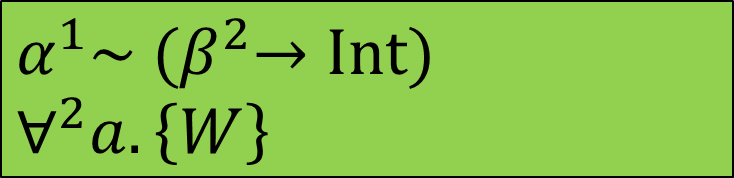 α¹~ (β²→ Int)
∀²a. {W}